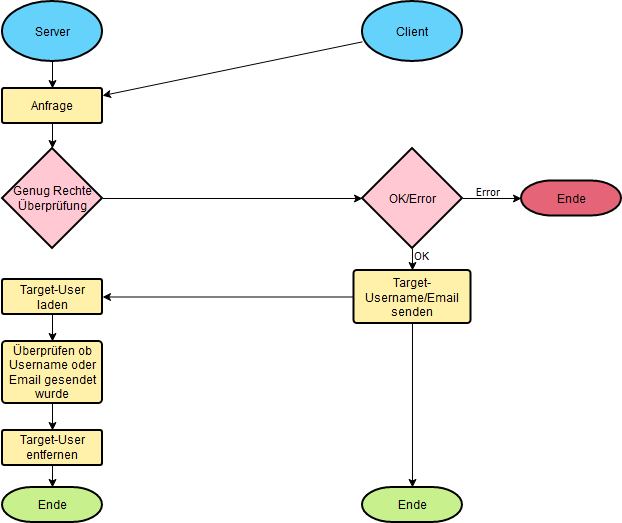 Server
Client
Anfrage
Genug Rechte
Überprüfung
OK/Error
Error
Ende
OK
Target-User
laden
Target-
Username/Email
senden
Überprüfen ob
Username oder
Email gesendet
wurde
Target-User
entfernen
Ende
Ende